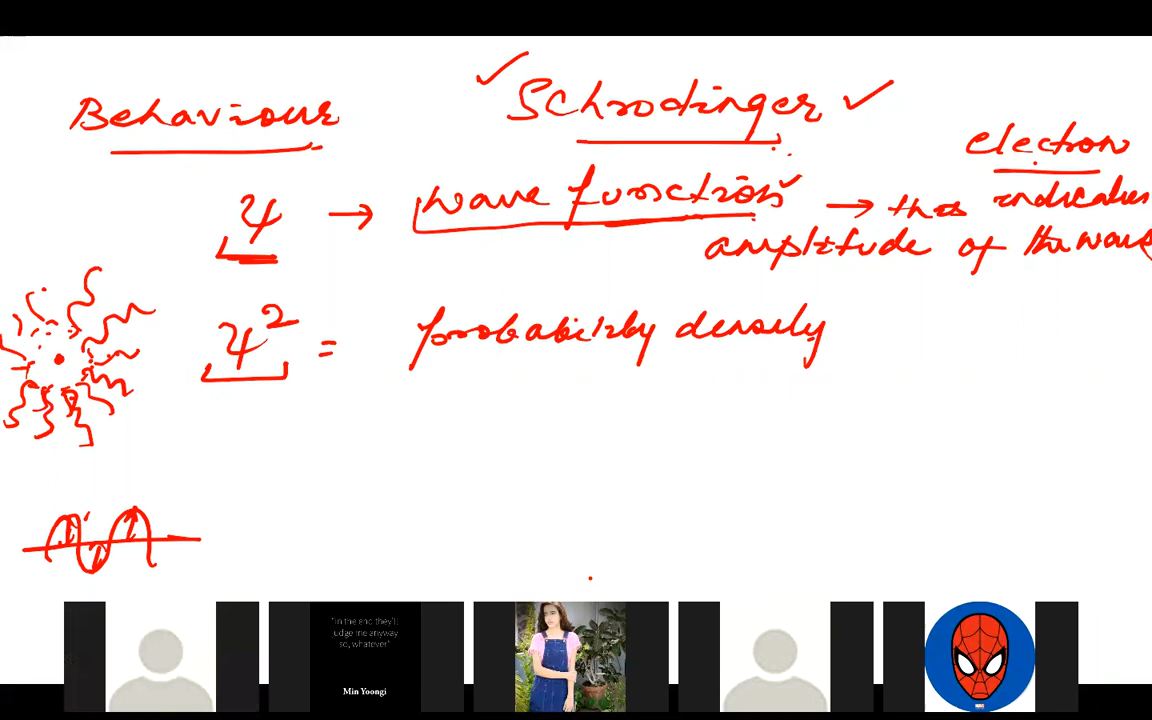 Behaviour
Schrodinger
electron
ψ → wave function → this indicates
amplitude of the wave
ψ² = probability density
"in the end they'll
judge me anyway
so, whatever"
Min Yoongi